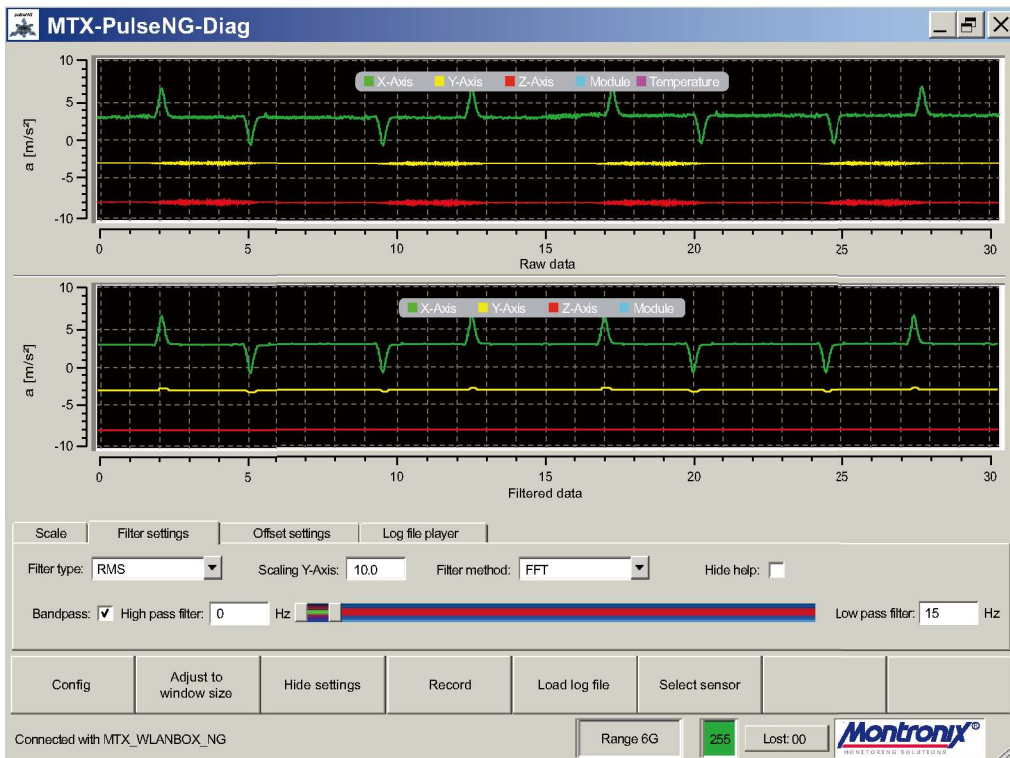 pulseNG
MTX-PulseNG-Diag
10
5
0
-5
-10
a [m/s²]
X-Axis Y-Axis Z-Axis Module Temperature
0 5 10 15 20 25 30
Raw data
10
5
0
-5
-10
a [m/s²]
X-Axis Y-Axis Z-Axis Module
0 5 10 15 20 25 30
Filtered data
Scale Filter settings Offset settings Log file player
Filter type: RMS Scaling Y-Axis: 10.0 Filter method: FFT Hide help:
Bandpass: High pass filter: 0 Hz Low pass filter: 15 Hz
Config Adjust to window size Hide settings Record Load log file Select sensor
Connected with MTX_WLANBOX_NG Range 6G 255 Lost: 00 Montronix®
MONITORING SOLUTIONS